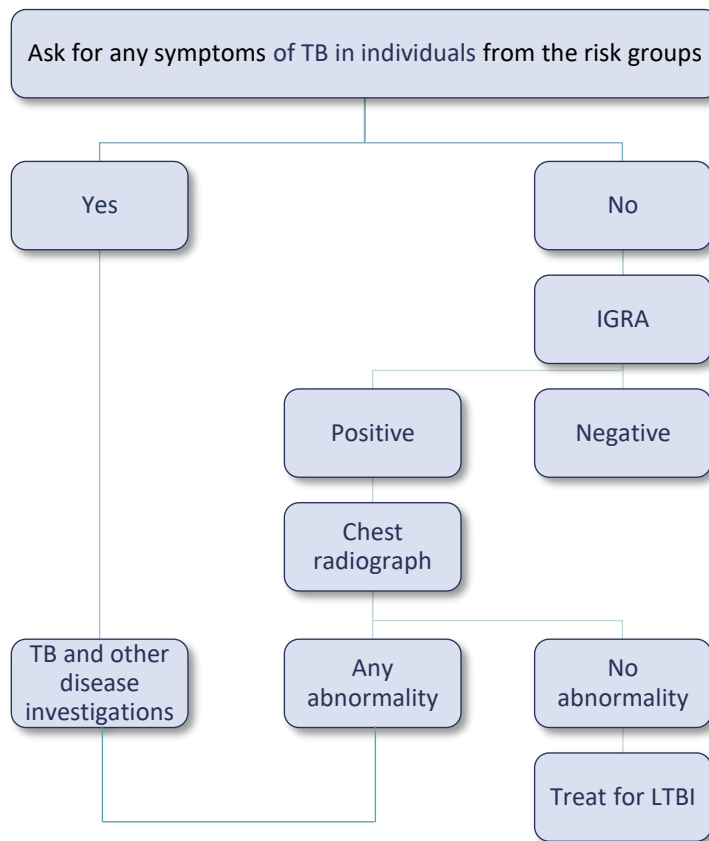 Ask for any symptoms of TB in individuals from the risk groups
Yes
No
IGRA
Positive
Negative
Chest
radiograph
TB and other
disease
investigations
Any
abnormality
No
abnormality
Treat for LTBI